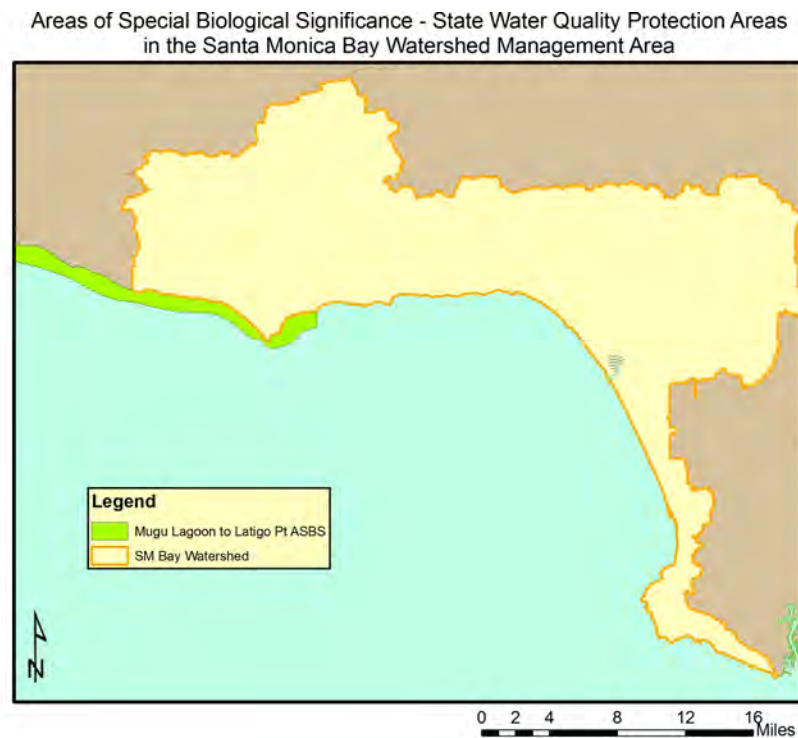 Areas of Special Biological Significance - State Water Quality Protection Areas
in the Santa Monica Bay Watershed Management Area
Legend
Mugu Lagoon to Latigo Pt ASBS
SM Bay Watershed
N
0 2 4 8 12 16
Miles